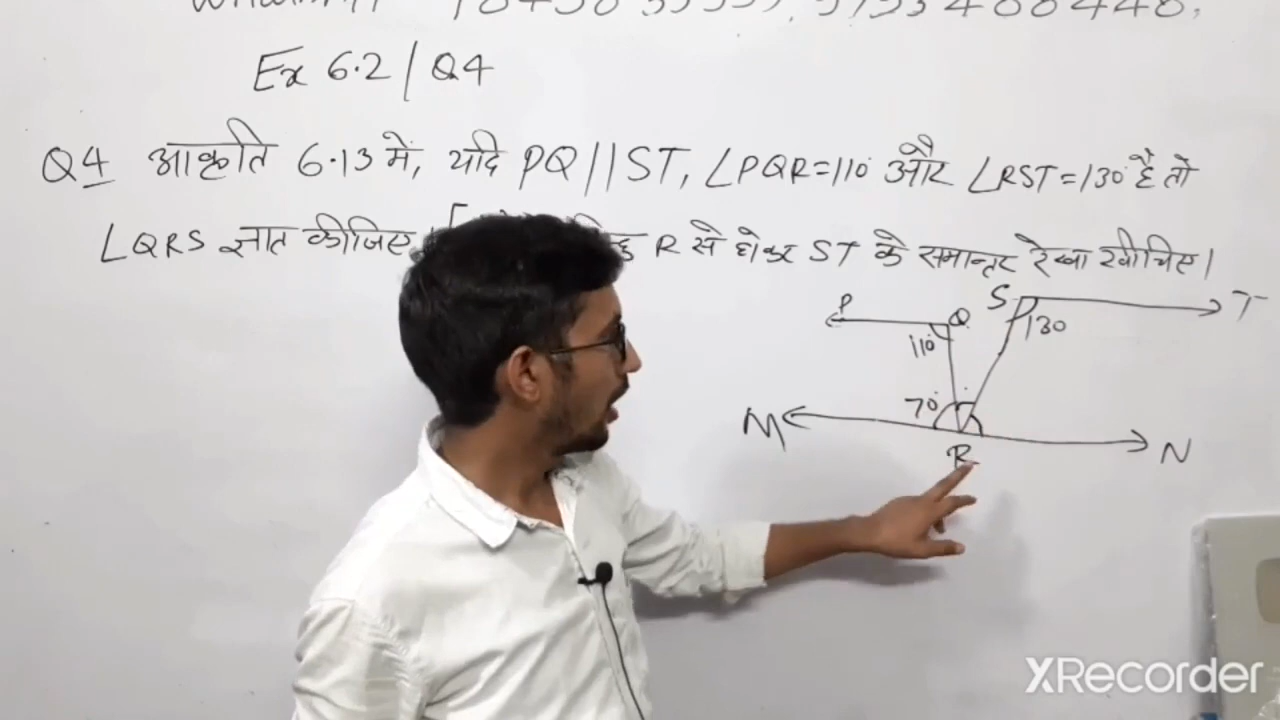 Ex 6.2 / Q4
Q4 आकृति 6.13 में, यदि PQ||ST, ∠PQR=110° और ∠RST=130° है तो
∠QRS ज्ञात कीजिए R से होकर ST के समान्तर रेखा खीचिए।
P Q S T
110° 130
70°
M R N
XRecorder